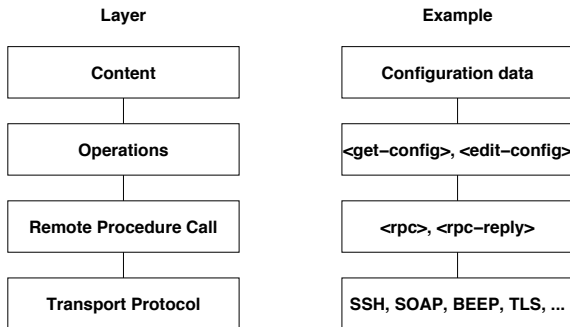 Layer Example
Content Configuration data
Operations <get–config>, <edit–config>
Remote Procedure Call <rpc>, <rpc–reply>
Transport Protocol SSH, SOAP, BEEP, TLS, ...